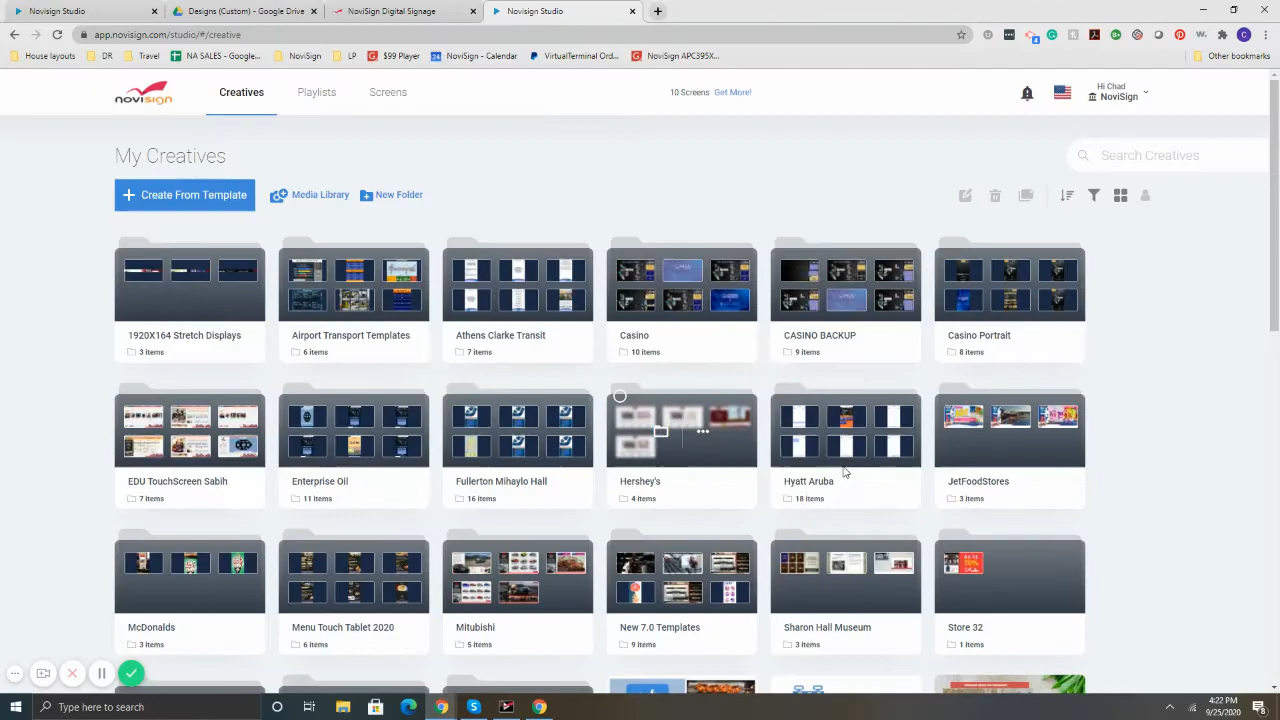 Novisign Studio
Designs (Custom) - Google Drive
NoviSign Digital Signage
Novisign Studio
app.novisign.com/studio/#/creative
House layouts
DR
Travel
NA SALES - Google...
NoviSign
LP
$99 Player
NoviSign - Calendar
VirtualTerminal Ord...
NoviSign APC395X...
Other bookmarks
novisign
Creatives
Playlists
Screens
10 Screens Get More!
Hi Chad
NoviSign
My Creatives
Search Creatives
Create From Template
Media Library
New Folder
1920X164 Stretch Displays
3 items
Airport Transport Templates
6 items
Athens Clarke Transit
7 items
Casino
10 items
CASINO BACKUP
9 items
Casino Portrait
8 items
EDU TouchScreen Sabih
7 items
Enterprise Oil
11 items
Fullerton Mihaylo Hall
16 items
Hershey's
4 items
Hyatt Aruba
18 items
JetFoodStores
3 items
McDonalds
3 items
Menu Touch Tablet 2020
6 items
Mitubishi
5 items
New 7.0 Templates
9 items
Sharon Hall Museum
3 items
Store 32
1 items
Type here to search
4:22 PM
9/25/2020